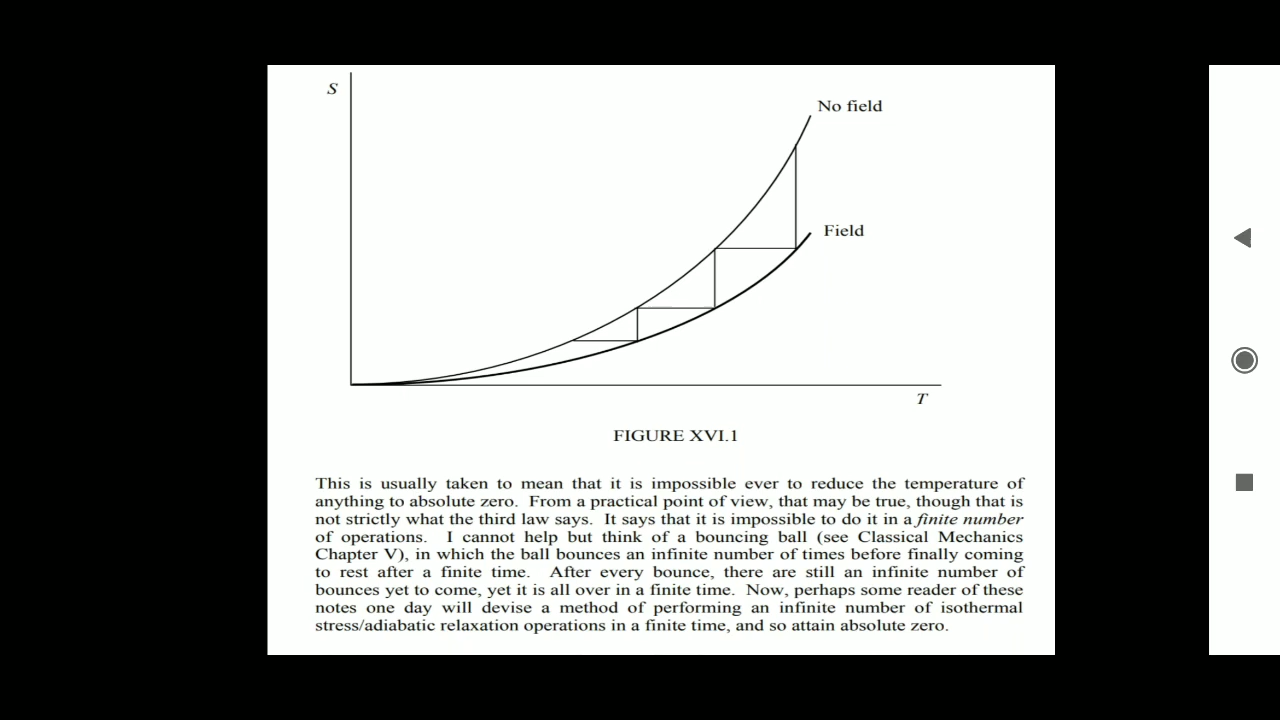 S
No field
Field
T
FIGURE XVI.1
This is usually taken to mean that it is impossible ever to reduce the temperature of
anything to absolute zero. From a practical point of view, that may be true, though that is
not strictly what the third law says. It says that it is impossible to do it in a finite number
of operations. I cannot help but think of a bouncing ball (see Classical Mechanics
Chapter V), in which the ball bounces an infinite number of times before finally coming
to rest after a finite time. After every bounce, there are still an infinite number of
bounces yet to come, yet it is all over in a finite time. Now, perhaps some reader of these
notes one day will devise a method of performing an infinite number of isothermal
stress/adiabatic relaxation operations in a finite time, and so attain absolute zero.